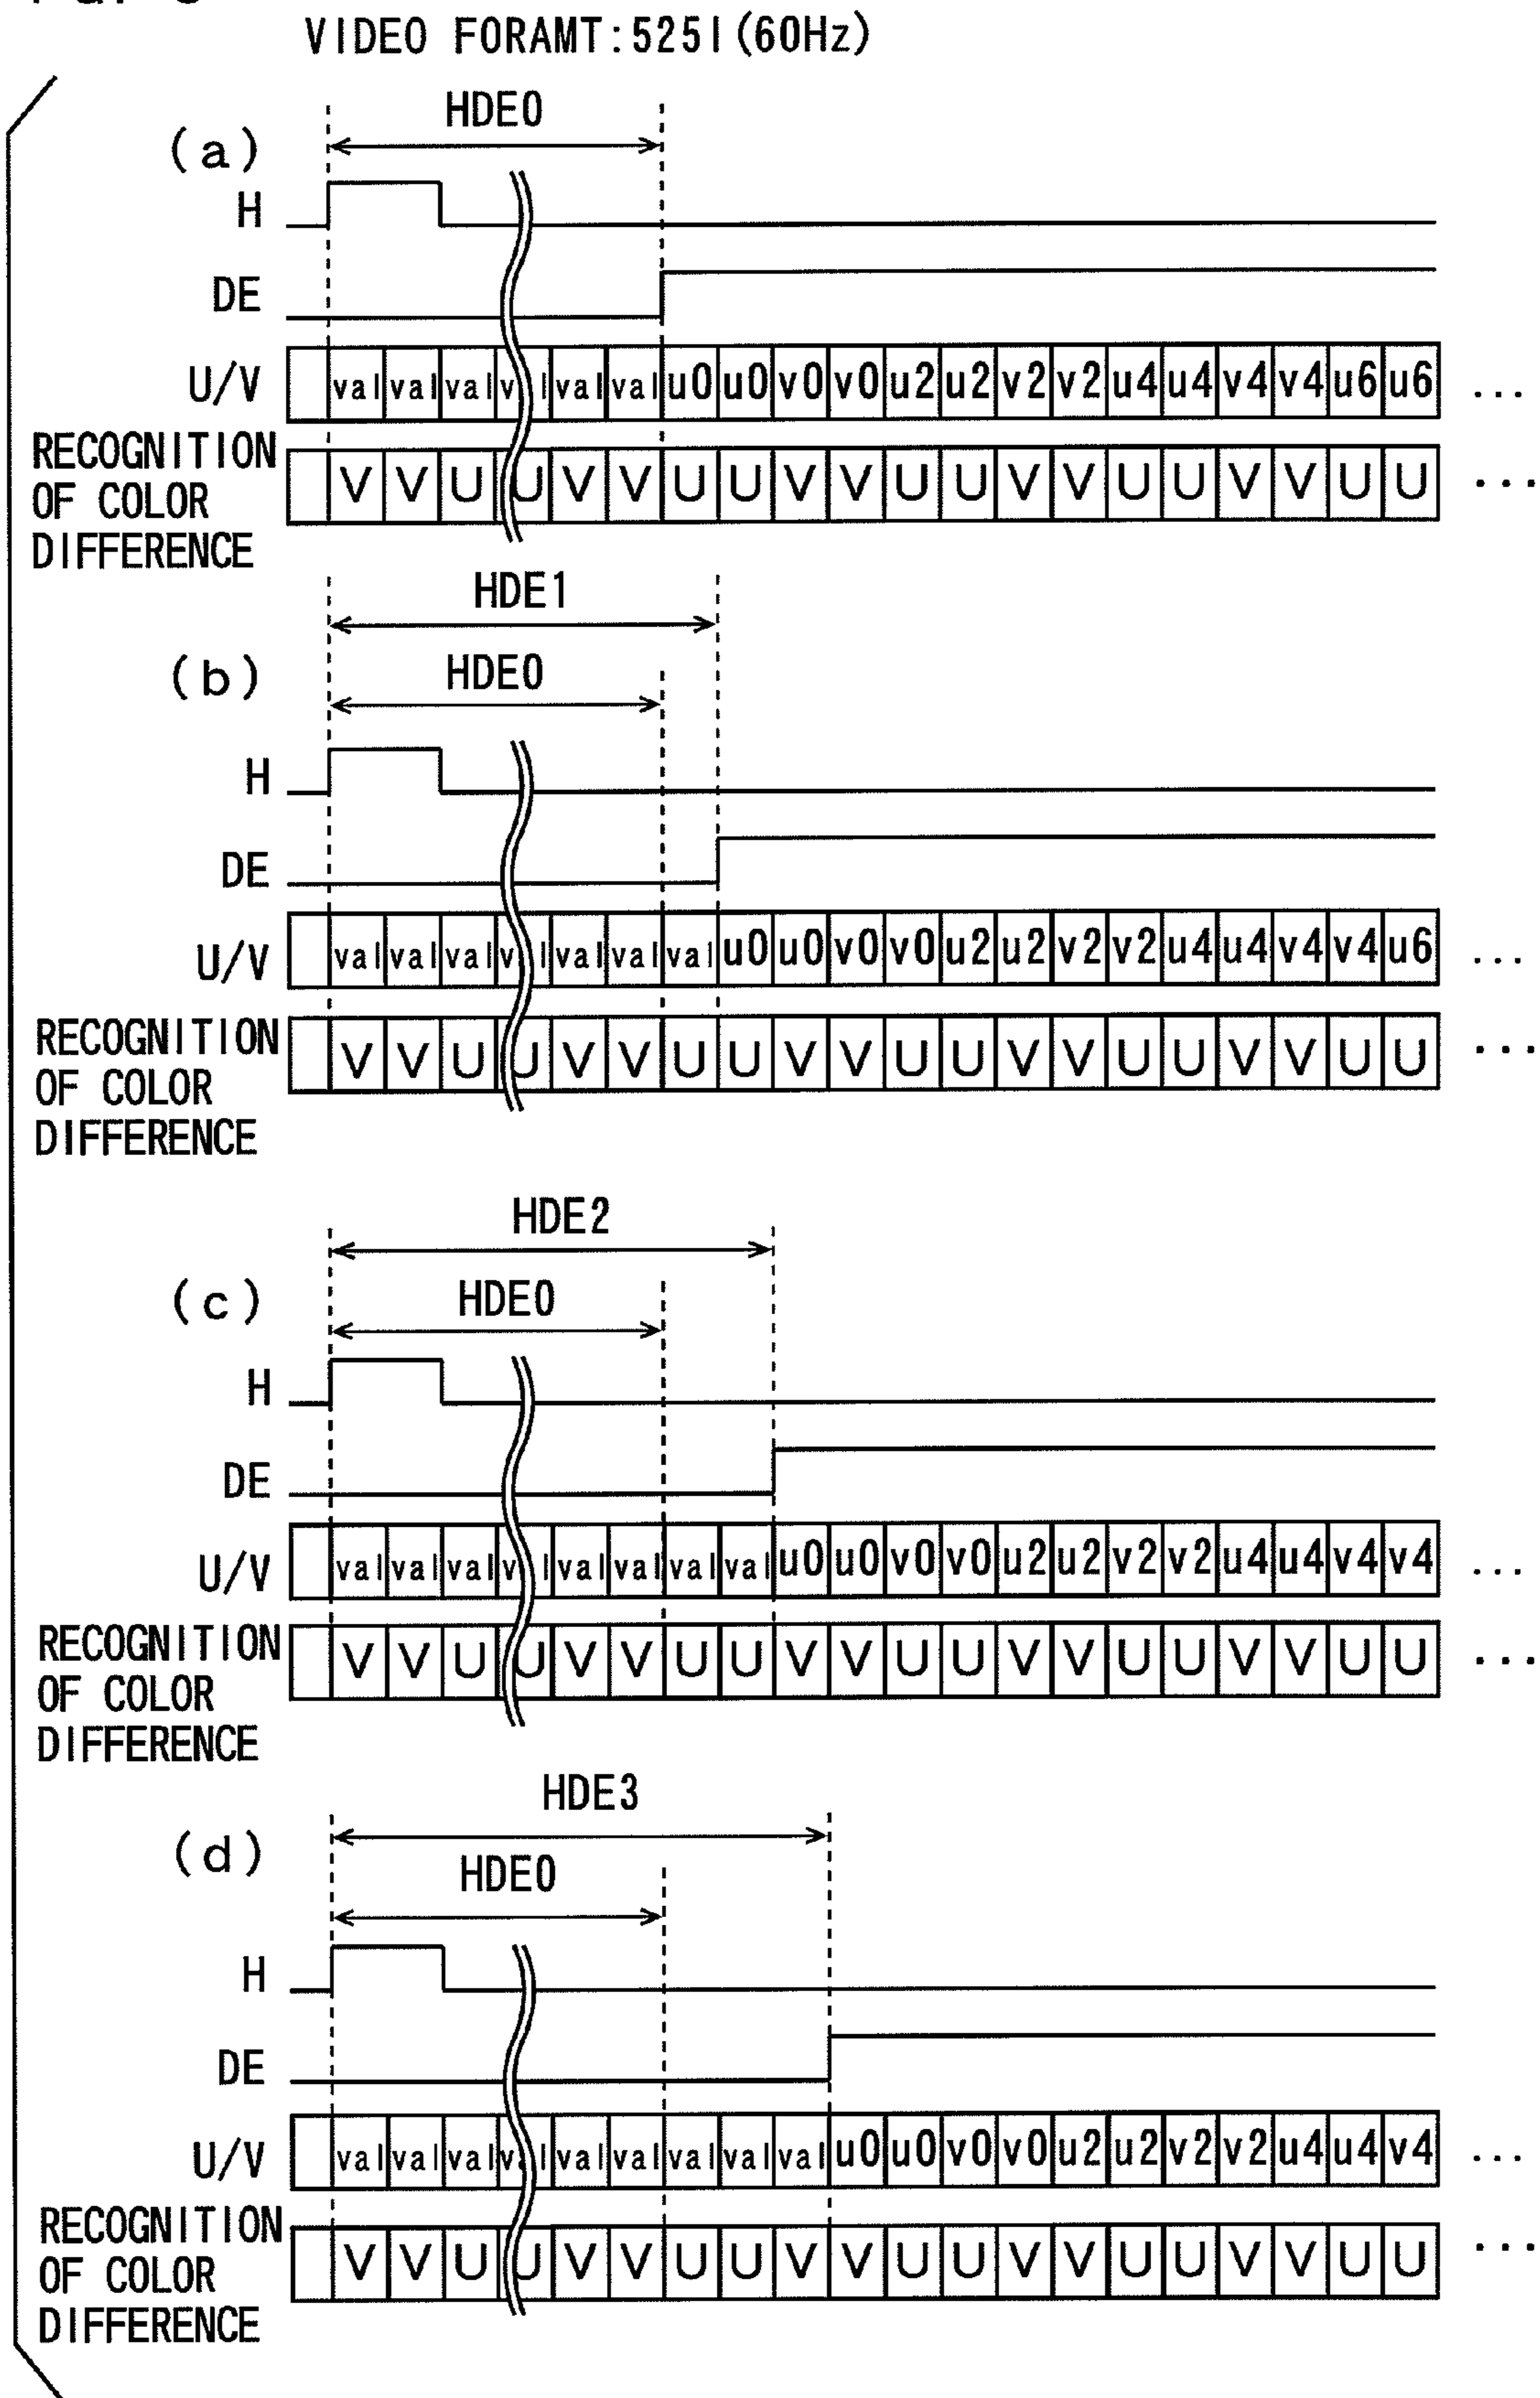 VIDEO FORAMT:525I(60Hz)
HDE0
(a)
H
DE
U/V val val val val val u0 u0 v0 v0 u2 u2 v2 v2 u4 u4 v4 v4 u6 u6 ...
RECOGNITION
OF COLOR
DIFFERENCE
V V U U V V U U V V U U V V U U V V U U ...
HDE1
(b)
HDE0
H
DE
U/V val val val val val val u0 u0 v0 v0 u2 u2 v2 v2 u4 u4 v4 v4 u6 ...
RECOGNITION
OF COLOR
DIFFERENCE
V V U U V V U U V V U U V V U U V V U U ...
HDE2
(c)
HDE0
H
DE
U/V val val val val val val val u0 u0 v0 v0 u2 u2 v2 v2 u4 u4 v4 v4 ...
RECOGNITION
OF COLOR
DIFFERENCE
V V U U V V U U V V U U V V U U V V U U ...
HDE3
(d)
HDE0
H
DE
U/V val val val val val val val val u0 u0 v0 v0 u2 u2 v2 v2 u4 u4 v4 ...
RECOGNITION
OF COLOR
DIFFERENCE
V V U U V V U U V V U U V V U U V V U U ...